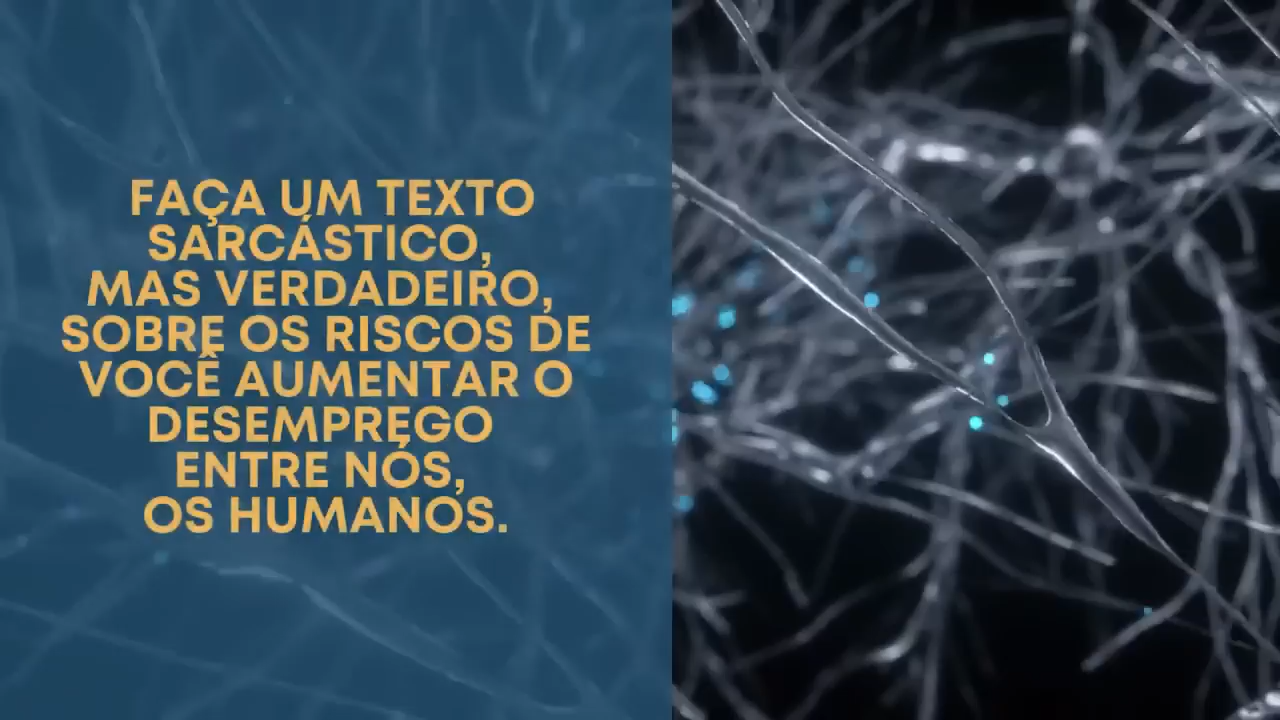 FAÇA UM TEXTO
SARCÁSTICO,
MAS VERDADEIRO,
SOBRE OS RISCOS DE
VOCÊ AUMENTAR O
DESEMPREGO
ENTRE NÓS,
OS HUMANOS.